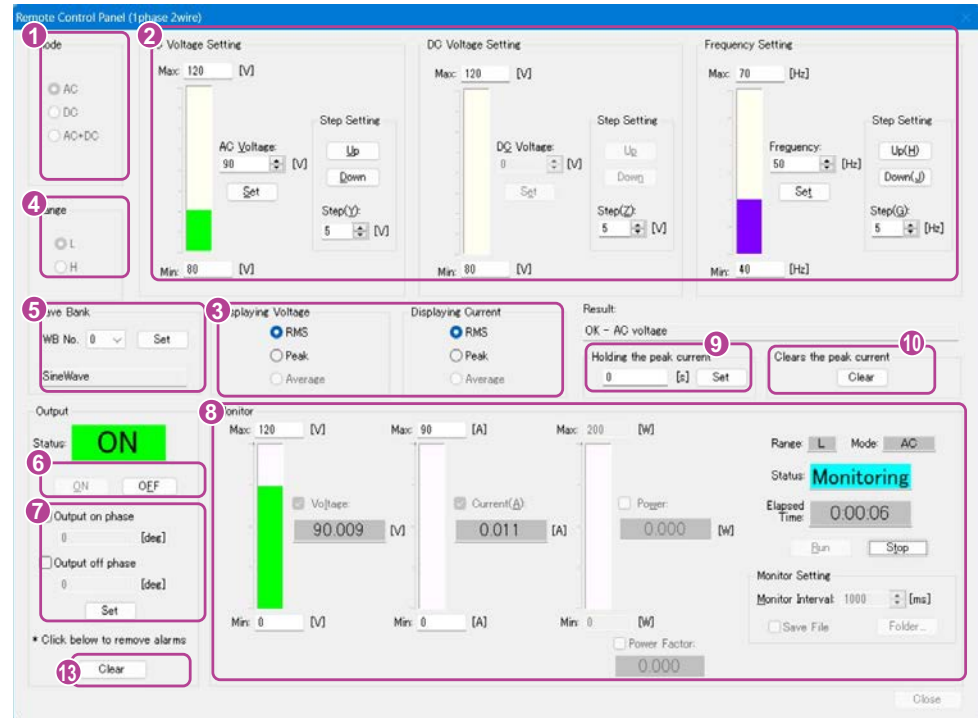 Remote Control Panel (1phase 2wire)
1
ode
AC
DC
AC+DC
2
Voltage Setting
Max: 120 [V]
AC Voltage:
90 [V]
Set
Step Setting
Up
Down
Step(Y):
5 [V]
Min: 80 [V]
DC Voltage Setting
Max: 120 [V]
DC Voltage:
0 [V]
Set
Step Setting
Up
Down
Step(Z):
5 [V]
Min: 80 [V]
Frequency Setting
Max: 70 [Hz]
Frequency:
50 [Hz]
Set
Step Setting
Up(H)
Down(J)
Step(G):
5 [Hz]
Min: 40 [Hz]
4
ange
L
H
5
ave Bank
WB No. 0 Set
SineWave
3
splaying Voltage
RMS
Peak
Average
Displaying Current
RMS
Peak
Average
Result:
OK - AC voltage
9
Holding the peak current
0 [s] Set
10
Clears the peak current
Clear
Output
Status: ON
6
ON OFF
7
Output on phase
0 [deg]
Output off phase
0 [deg]
Set
* Click below to remove alarms
13
Clear
8
onitor
Max: 120 [V]
Voltage:
90.009 [V]
Min: 0 [V]
Max: 90 [A]
Current(A):
0.011 [A]
Min: 0 [A]
Max: 200 [W]
Power:
0.000 [W]
Min: 0 [W]
Power Factor:
0.000
Range: L Mode: AC
Status: Monitoring
Elapsed
Time: 0:00:06
Run Stop
Monitor Setting
Monitor Interval: 1000 [ms]
Save File Folder...
Close